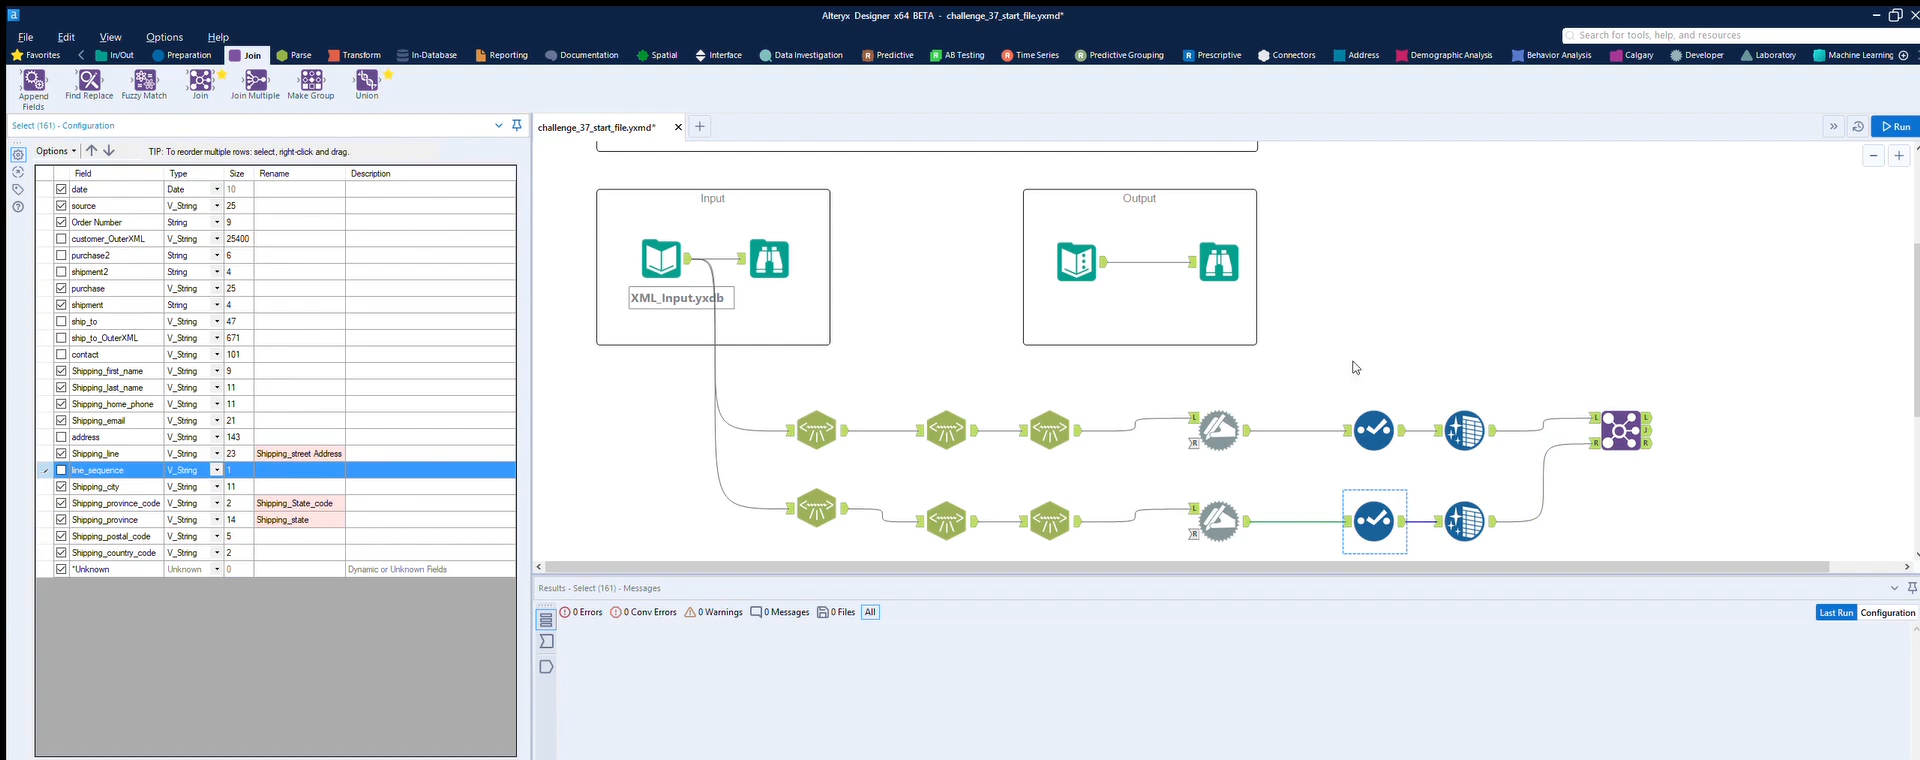 Alteryx Designer x64 BETA - challenge_37_start_file.yxmd*
File Edit View Options Help
Search for tools, help, and resources
Favorites In/Out Preparation Join Parse Transform In-Database Reporting Documentation Spatial Interface Data Investigation Predictive AB Testing Time Series Predictive Grouping Prescriptive Connectors Address Demographic Analysis Behavior Analysis Calgary Developer Laboratory Machine Learning
Append Fields
Find Replace
Fuzzy Match
Join
Join Multiple
Make Group
Union
Select (161) - Configuration
Options TIP: To reorder multiple rows: select, right-click and drag.
Field Type Size Rename Description
date Date 10
source V_String 25
Order Number String 9
customer_OuterXML V_String 25400
purchase2 String 6
shipment2 String 4
purchase V_String 25
shipment String 4
ship_to V_String 47
ship_to_OuterXML V_String 671
contact V_String 101
Shipping_first_name V_String 9
Shipping_last_name V_String 11
Shipping_home_phone V_String 11
Shipping_email V_String 21
address V_String 143
Shipping_line V_String 23 Shipping_street Address
line_sequence V_String 1
Shipping_city V_String 11
Shipping_province_code V_String 2 Shipping_State_code
Shipping_province V_String 14 Shipping_state
Shipping_postal_code V_String 5
Shipping_country_code V_String 2
*Unknown Unknown 0 Dynamic or Unknown Fields
challenge_37_start_file.yxmd*
Run
Input
XML_Input.yxdb
Output
L
R
L
R
L
R
L
J
R
Results - Select (161) - Messages
0 Errors 0 Conv Errors 0 Warnings 0 Messages 0 Files All
Last Run Configuration